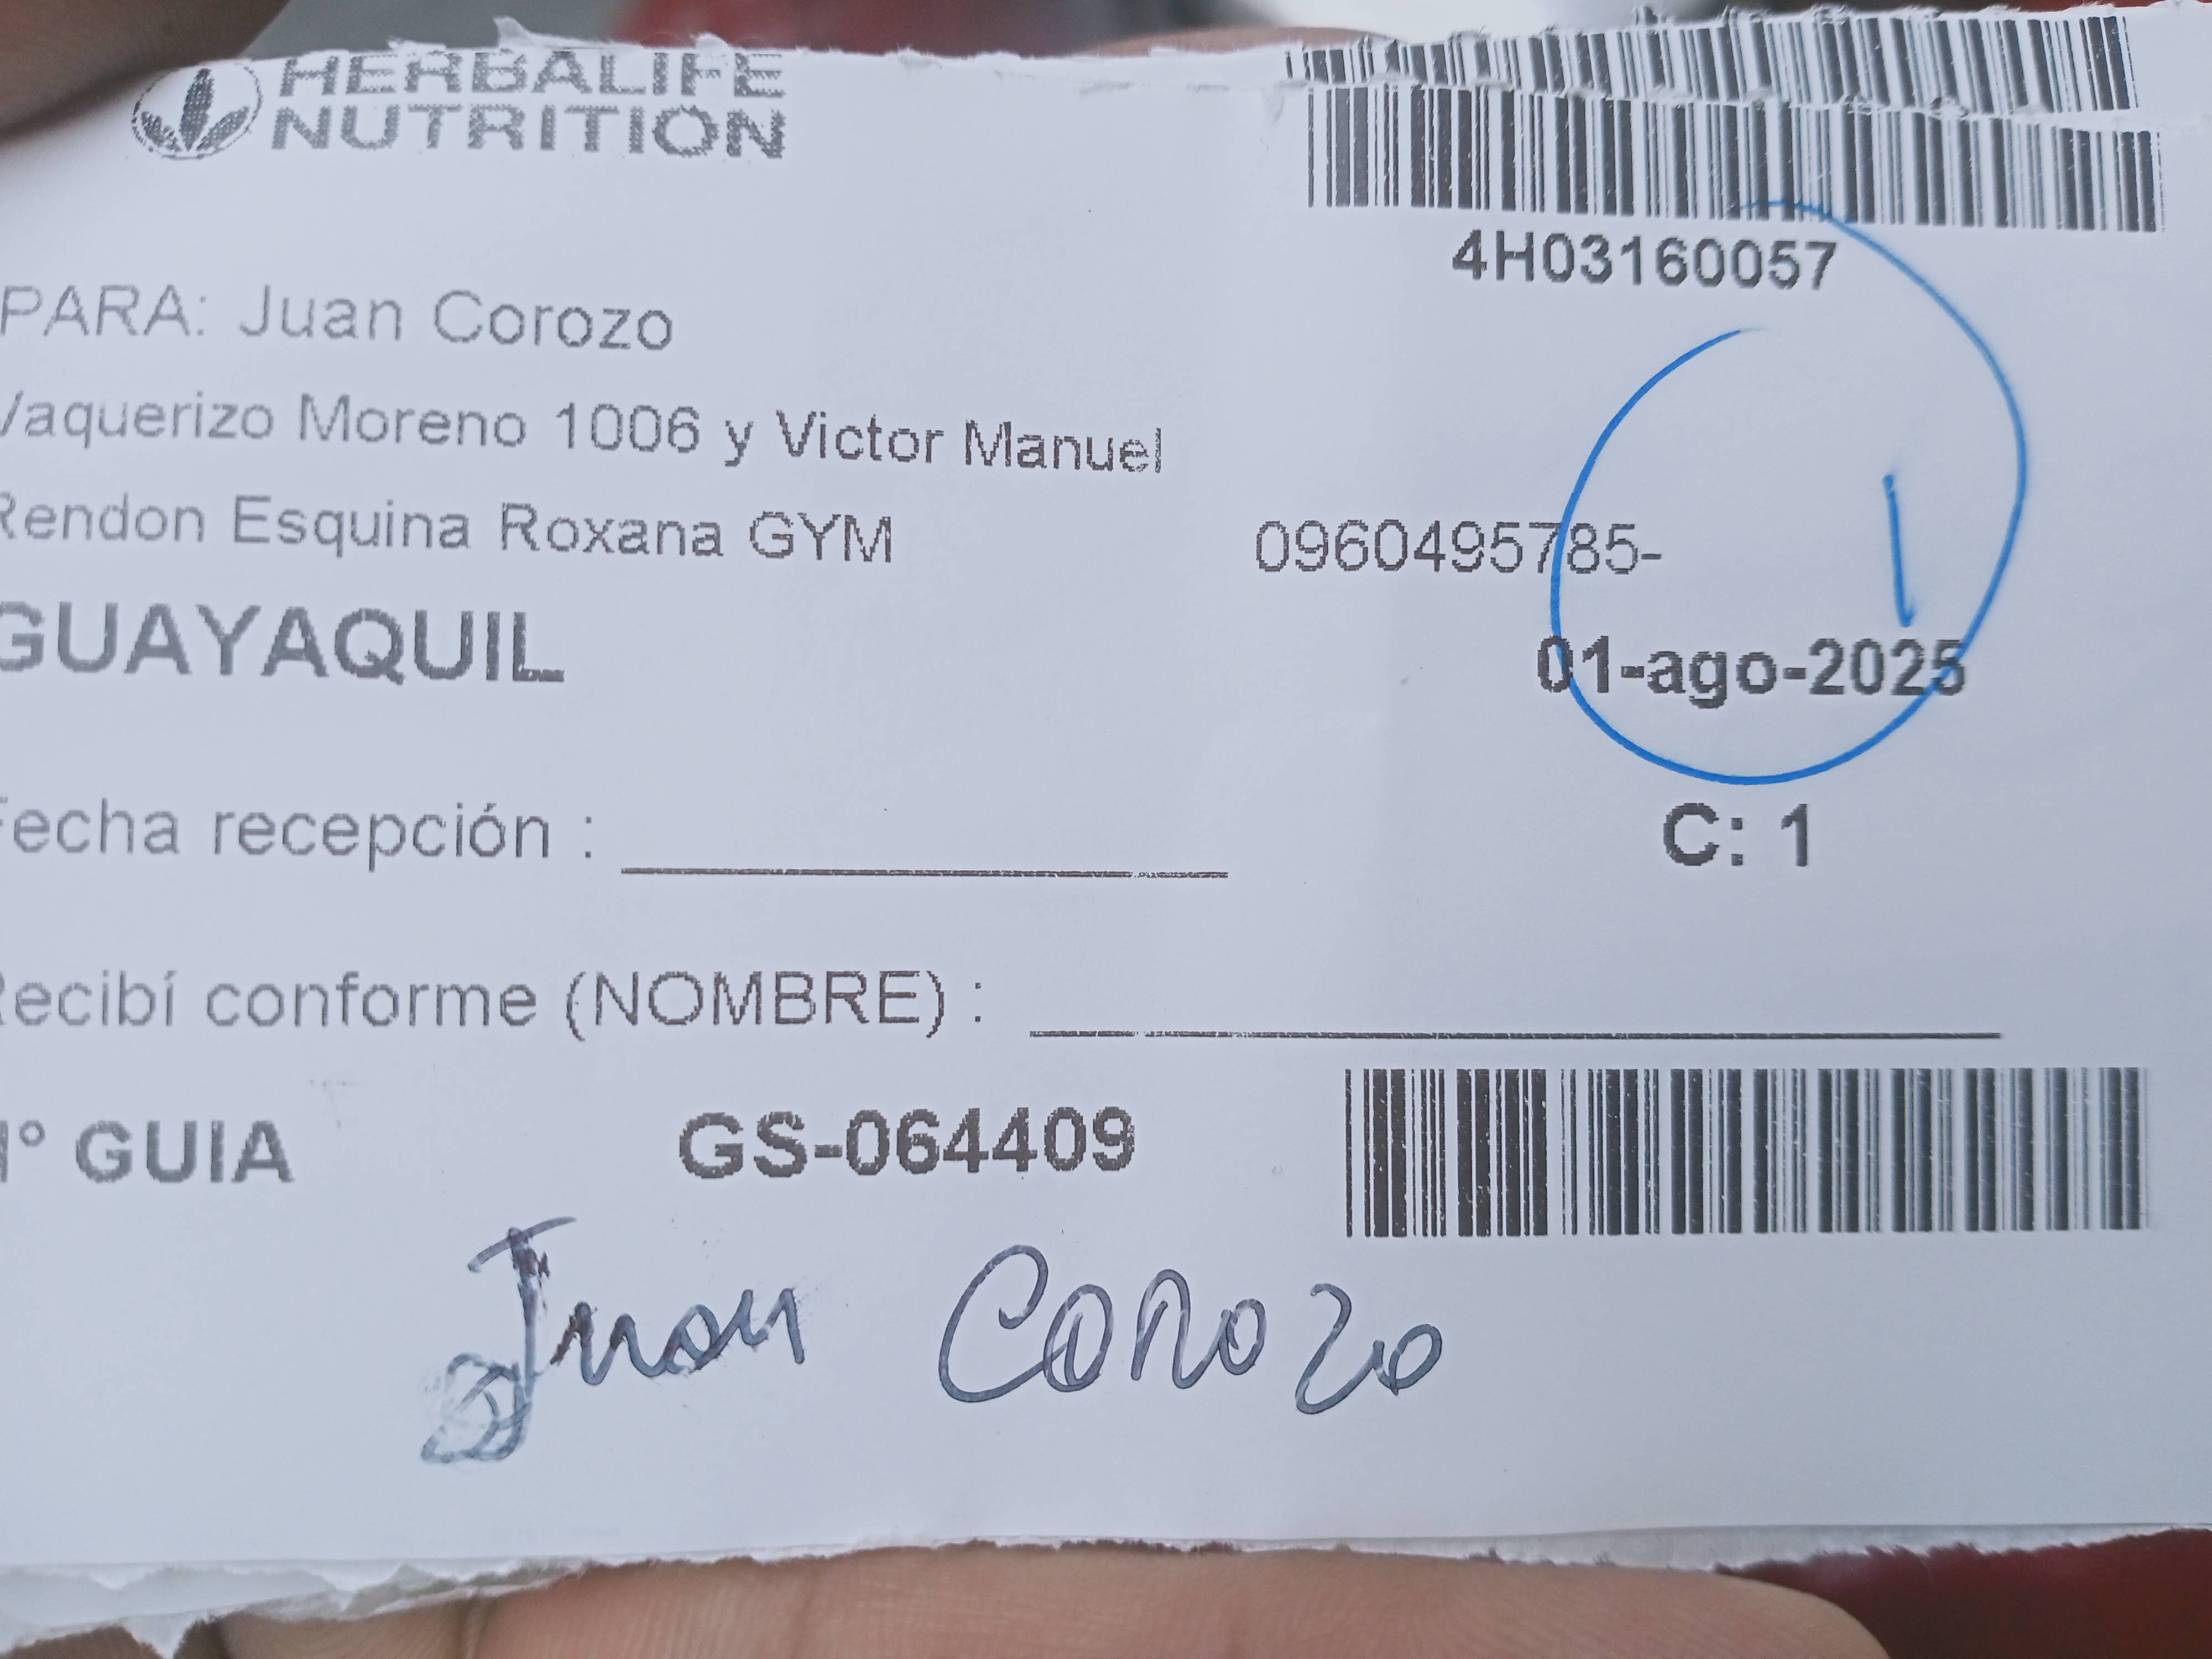 HERBALIFE
NUTRITION
4H03160057
PARA: Juan Corozo
Vaquerizo Moreno 1006 y Victor Manuel
Rendon Esquina Roxana GYM
0960495785-
1
GUAYAQUIL
01-ago-2025
Fecha recepción :
C: 1
Recibí conforme (NOMBRE) :
N° GUIA GS-064409
Juan Corozo